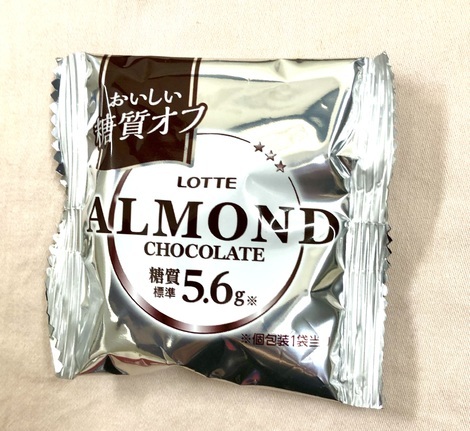 おいしい
糖質オフ
LOTTE
ALMOND
CHOCOLATE
糖質
標準
5.6g※
※個包装1袋当